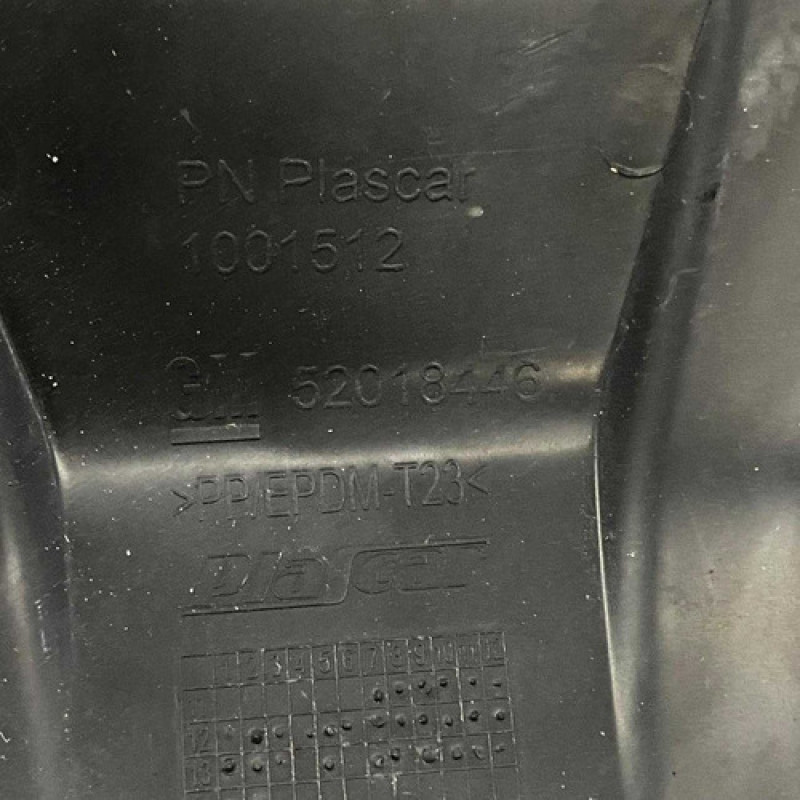 PN Plascar
1001512
GM 52018446
>PP/EPDM-T23<
Plascar
1 2 3 4 5 6 7 8 9 10 11 12
12
13